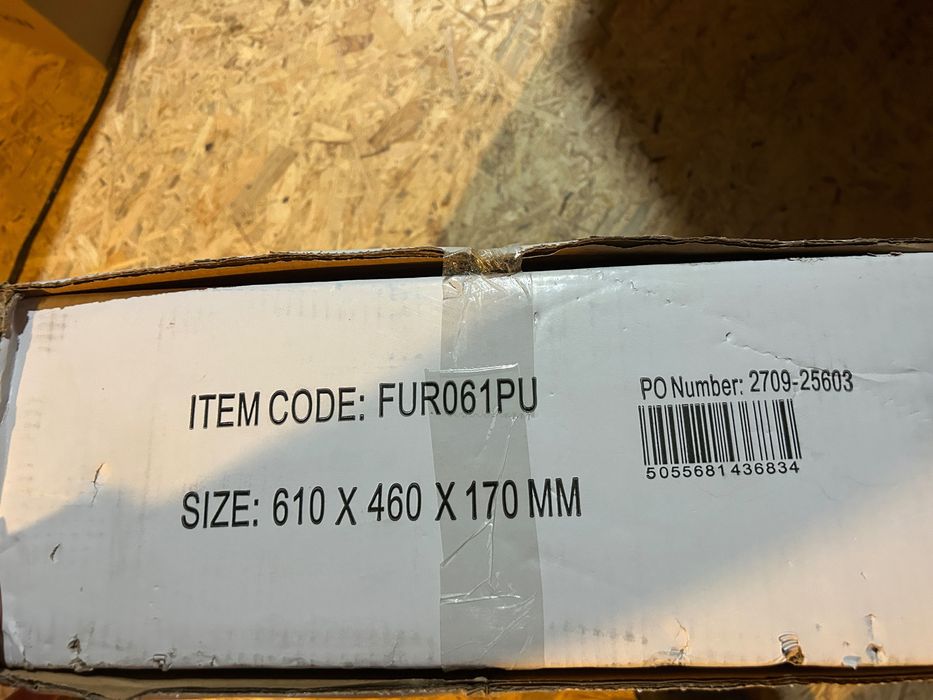 ITEM CODE: FUR061PU
PO Number: 2709-25603
5055681436834
SIZE: 610 X 460 X 170 MM